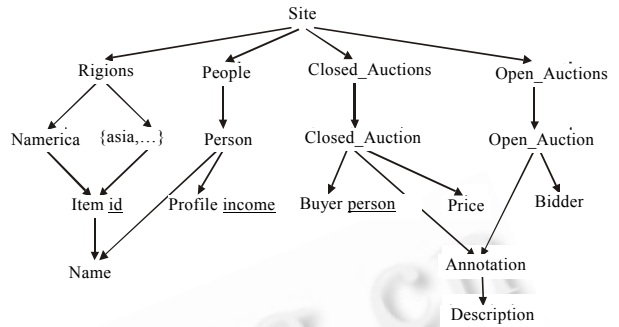 Site
Rigions People Closed_Auctions Open_Auctions
Namerica {asia,…} Person Closed_Auction Open_Auction
Item id Profile income Buyer person Price Bidder
Name Annotation
Description